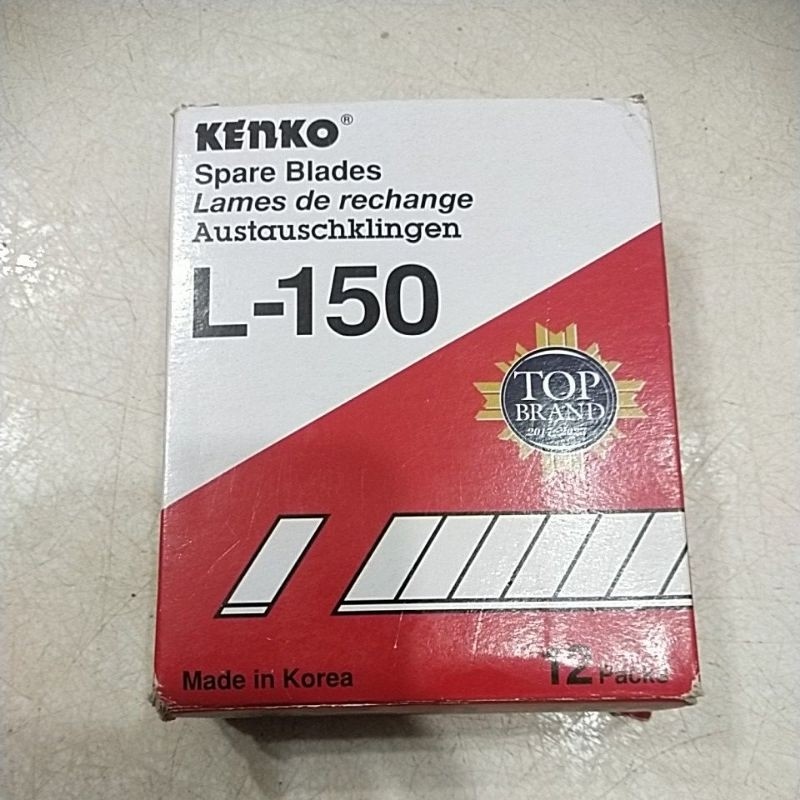 KENKO®
Spare Blades
Lames de rechange
Austauschklingen
L-150
TOP
BRAND
Made in Korea
12 Packs